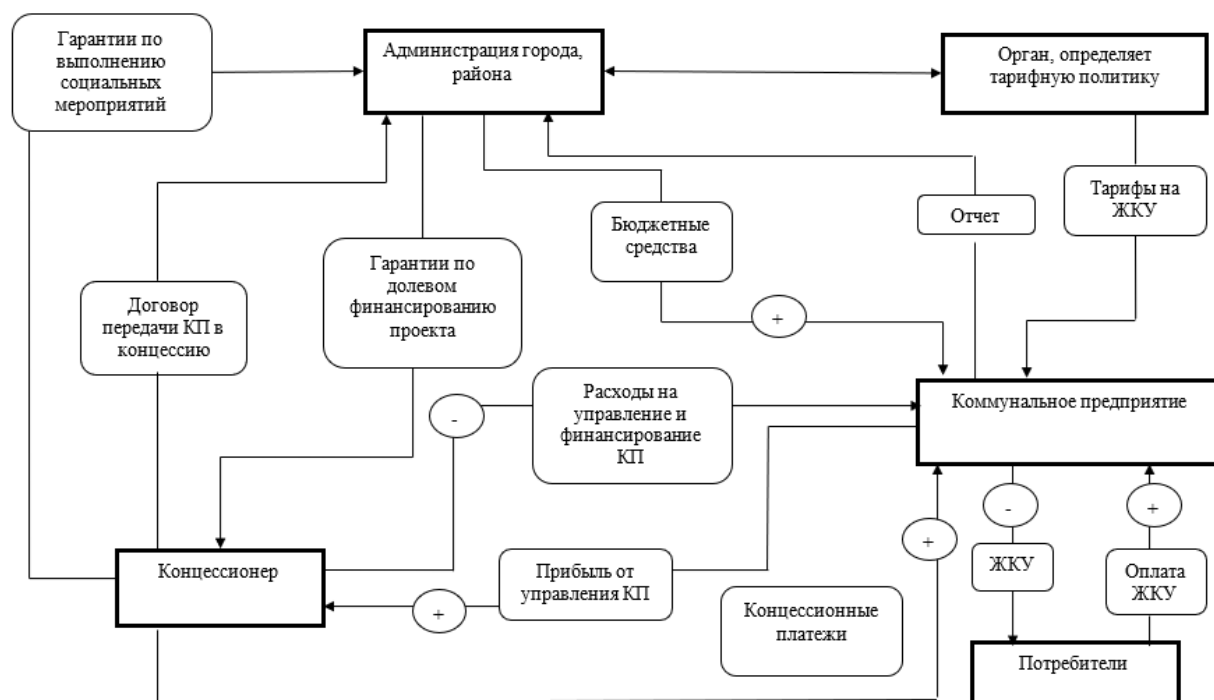 Гарантии по
выполнению
социальных
мероприятий
Администрация города,
района
Орган, определяет
тарифную политику
Тарифы на
ЖКУ
Отчет
Бюджетные
средства
Гарантии по
долевом
финансированию
проекта
Договор
передачи КП в
концессию
+
Расходы на
управление и
финансирование
КП
-
Коммунальное предприятие
-
+
+
ЖКУ
Оплата
ЖКУ
Концессионер
Прибыль от
управления КП
+
Концессионные
платежи
Потребители